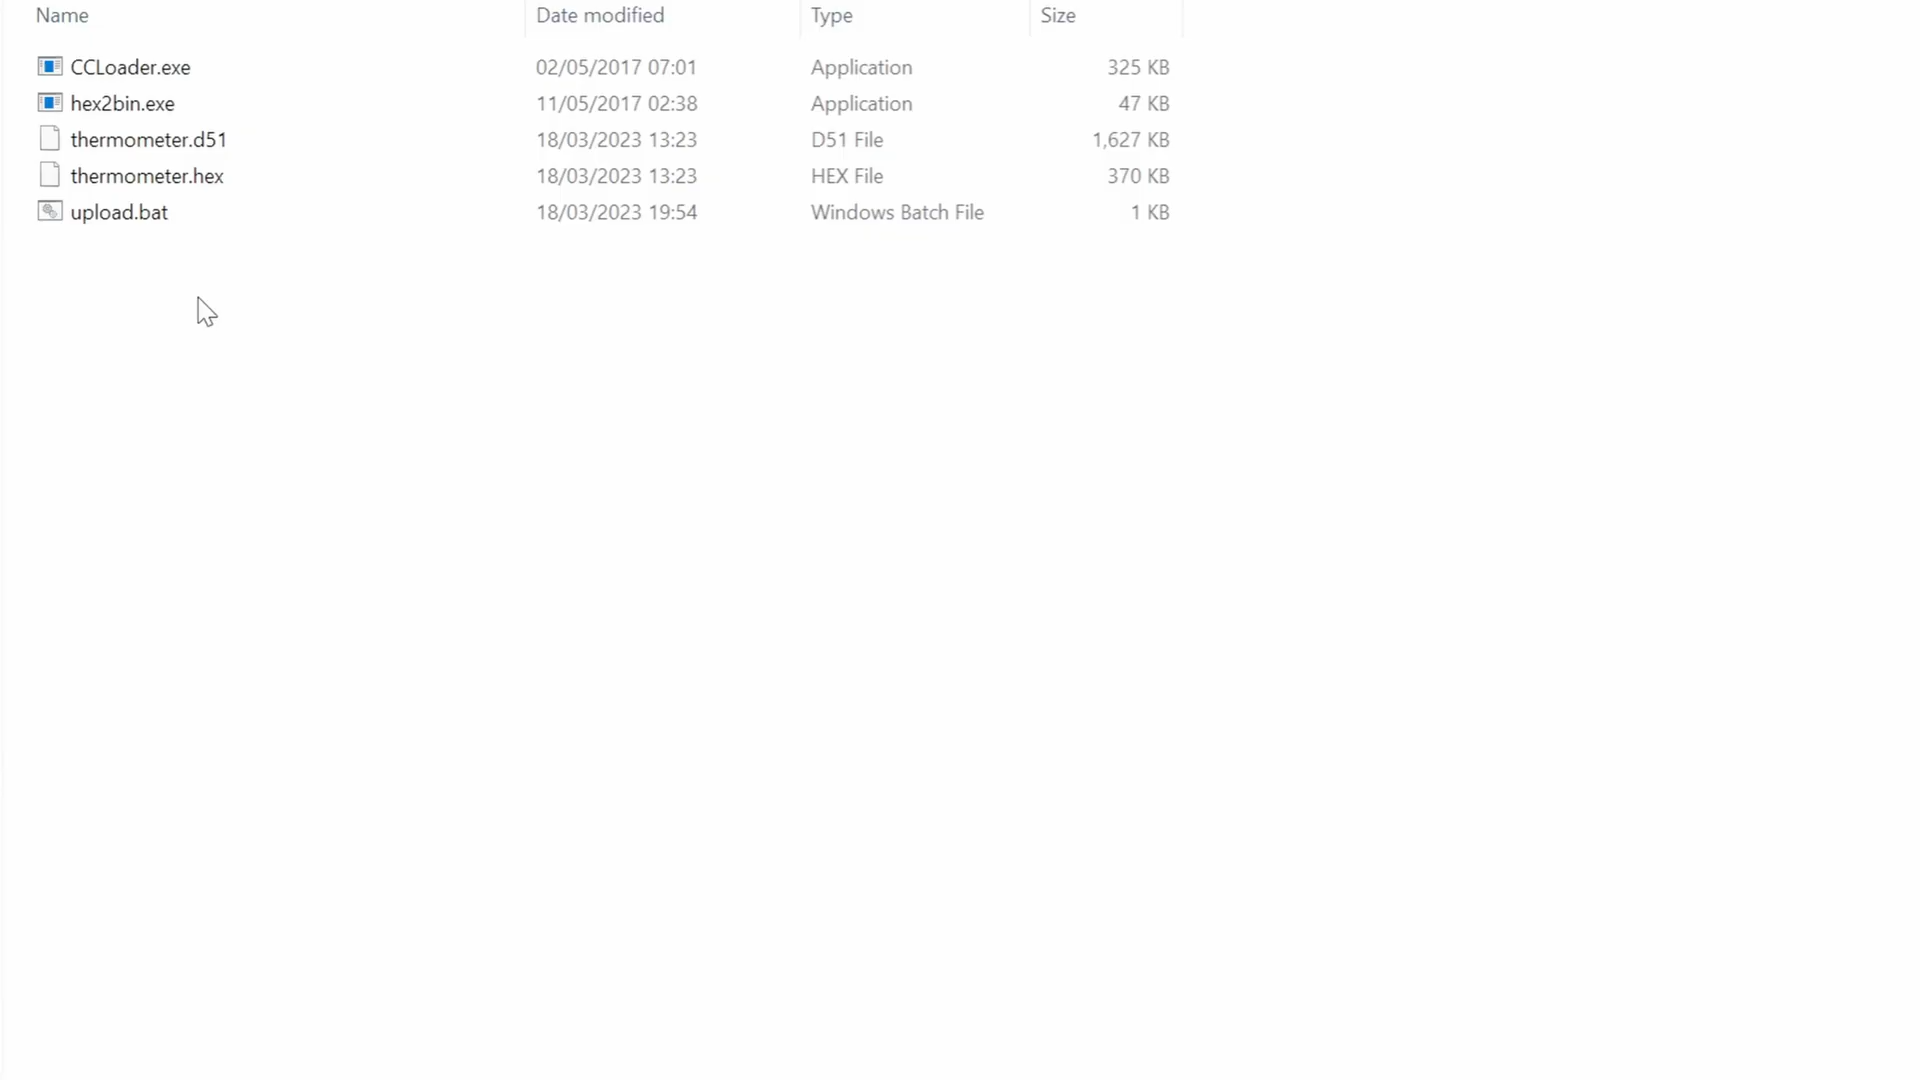 Name Date modified Type Size
CCLoader.exe 02/05/2017 07:01 Application 325 KB
hex2bin.exe 11/05/2017 02:38 Application 47 KB
thermometer.d51 18/03/2023 13:23 D51 File 1,627 KB
thermometer.hex 18/03/2023 13:23 HEX File 370 KB
upload.bat 18/03/2023 19:54 Windows Batch File 1 KB